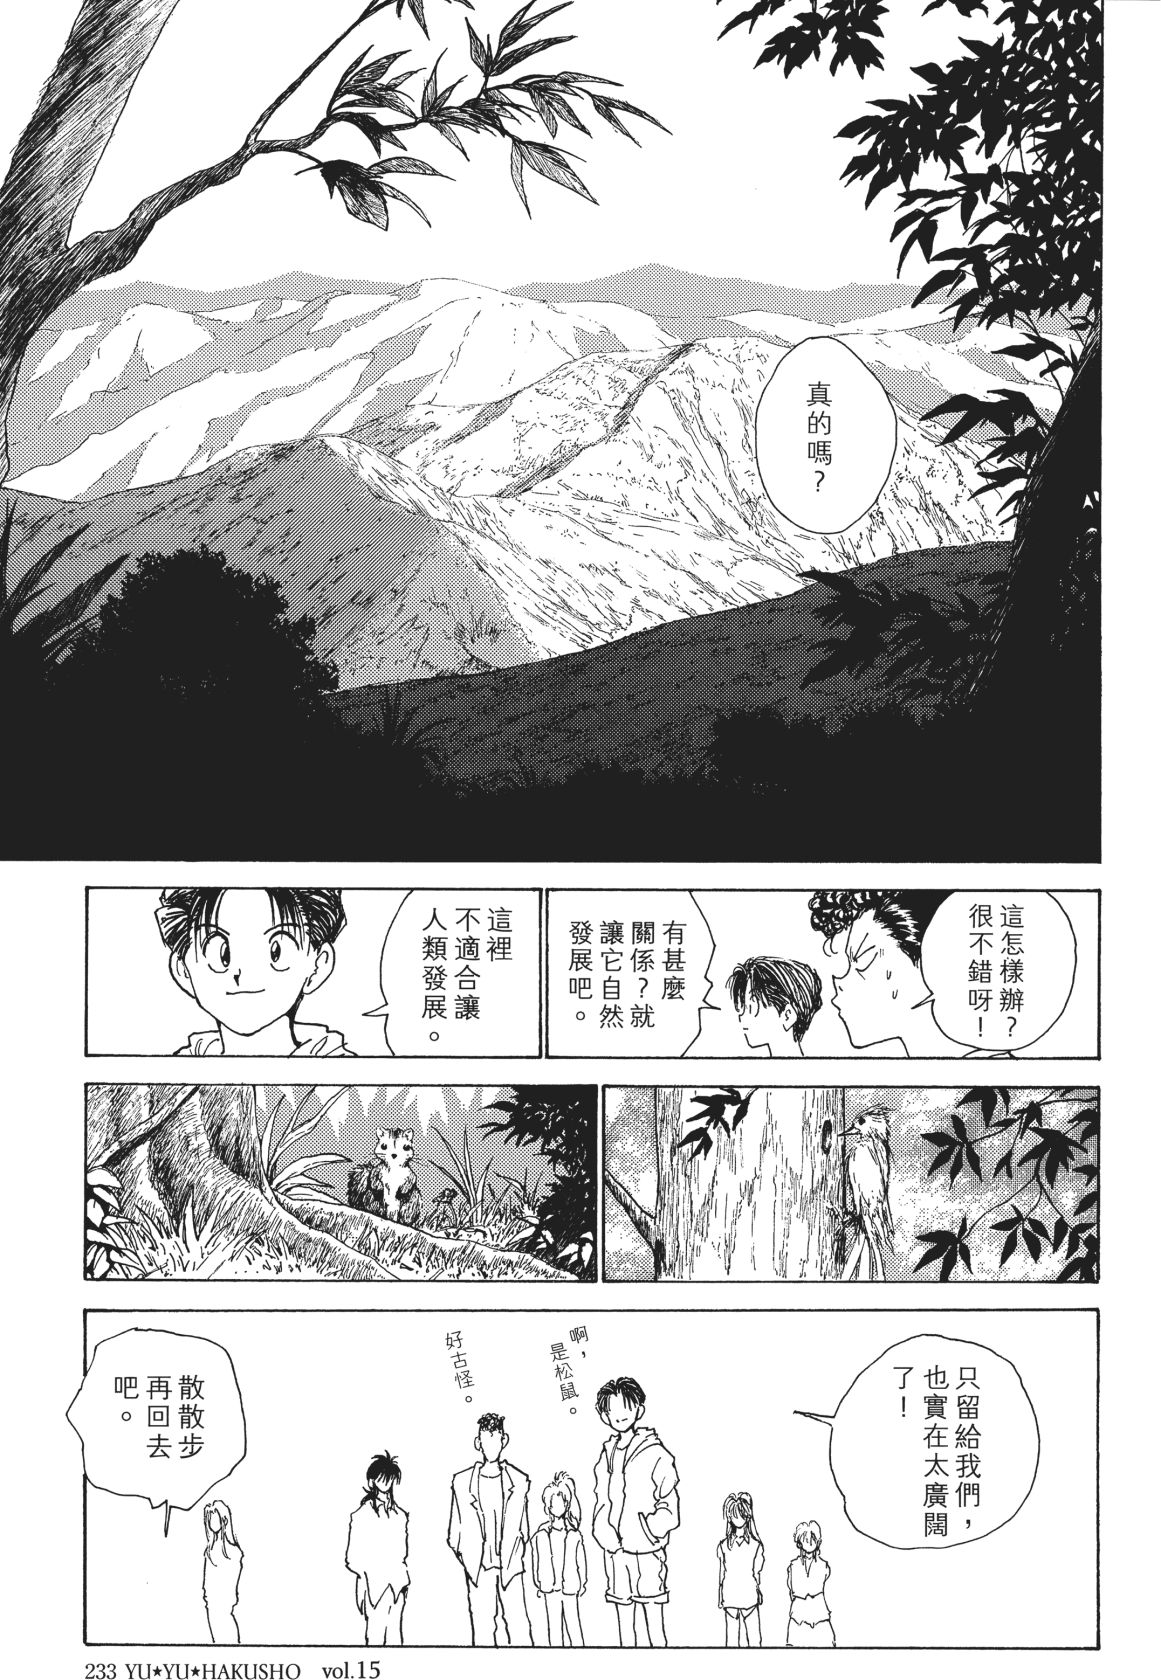 真的嗎？
這怎樣辦？
很不錯呀！
有甚麼
關係？就
讓它自然
發展吧。
這裡
不適合讓
人類發展。
只留給我們，
也實在太廣闊
了！
啊，
是松鼠。
好古怪。
散散步
再回去
吧。
233 YU★YU★HAKUSHO vol.15